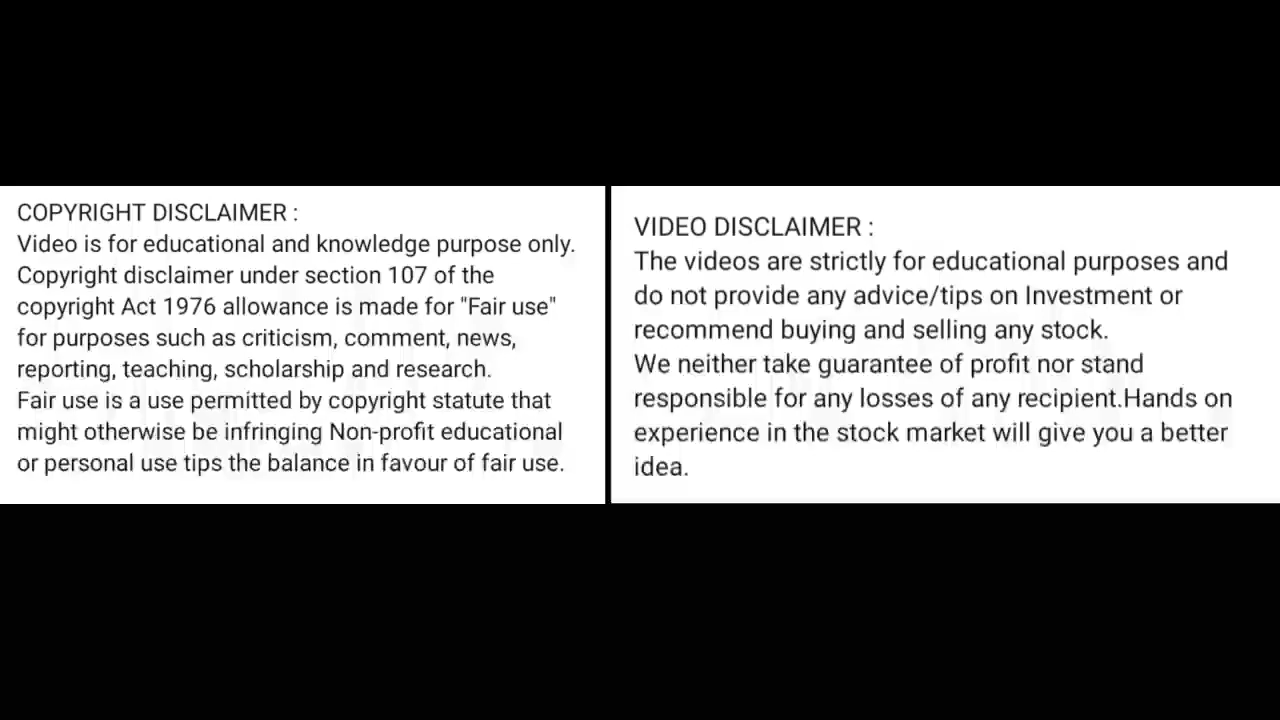 COPYRIGHT DISCLAIMER :
Video is for educational and knowledge purpose only.
Copyright disclaimer under section 107 of the
copyright Act 1976 allowance is made for "Fair use"
for purposes such as criticism, comment, news,
reporting, teaching, scholarship and research.
Fair use is a use permitted by copyright statute that
might otherwise be infringing Non-profit educational
or personal use tips the balance in favour of fair use.
VIDEO DISCLAIMER :
The videos are strictly for educational purposes and
do not provide any advice/tips on Investment or
recommend buying and selling any stock.
We neither take guarantee of profit nor stand
responsible for any losses of any recipient.Hands on
experience in the stock market will give you a better
idea.